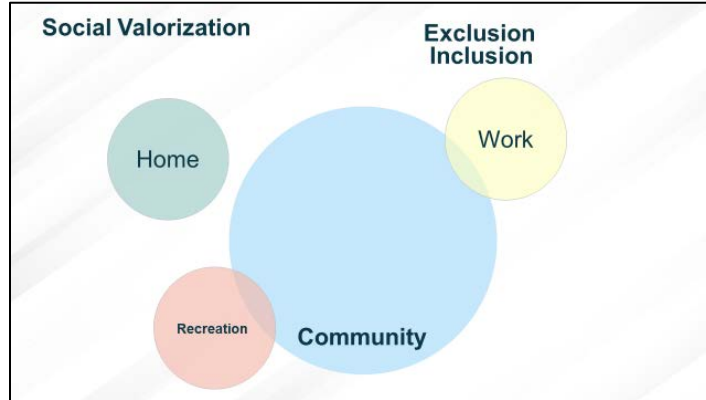 Social Valorization
Exclusion
Inclusion
Home
Work
Recreation
Community